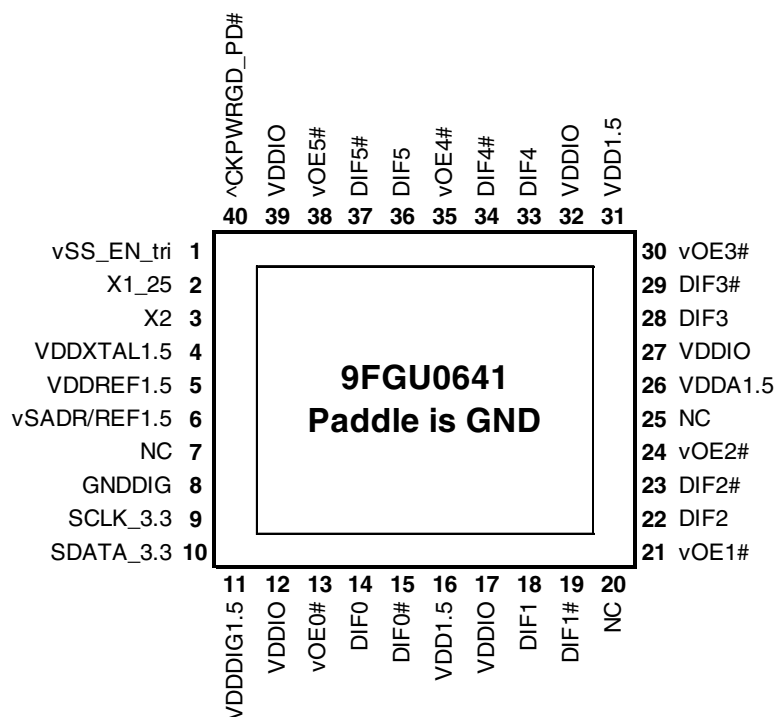 ^CKPWRGD_PD#
VDDIO
vOE5#
DIF5#
DIF5
vOE4#
DIF4#
DIF4
VDDIO
VDD1.5
40 39 38 37 36 35 34 33 32 31
vSS_EN_tri 1
X1_25 2
X2 3
VDDXTAL1.5 4
VDDREF1.5 5
vSADR/REF1.5 6
NC 7
GNDDIG 8
SCLK_3.3 9
SDATA_3.3 10
9FGU0641
Paddle is GND
30 vOE3#
29 DIF3#
28 DIF3
27 VDDIO
26 VDDA1.5
25 NC
24 vOE2#
23 DIF2#
22 DIF2
21 vOE1#
11 12 13 14 15 16 17 18 19 20
VDDDIG1.5
VDDIO
vOE0#
DIF0
DIF0#
VDD1.5
VDDIO
DIF1
DIF1#
NC